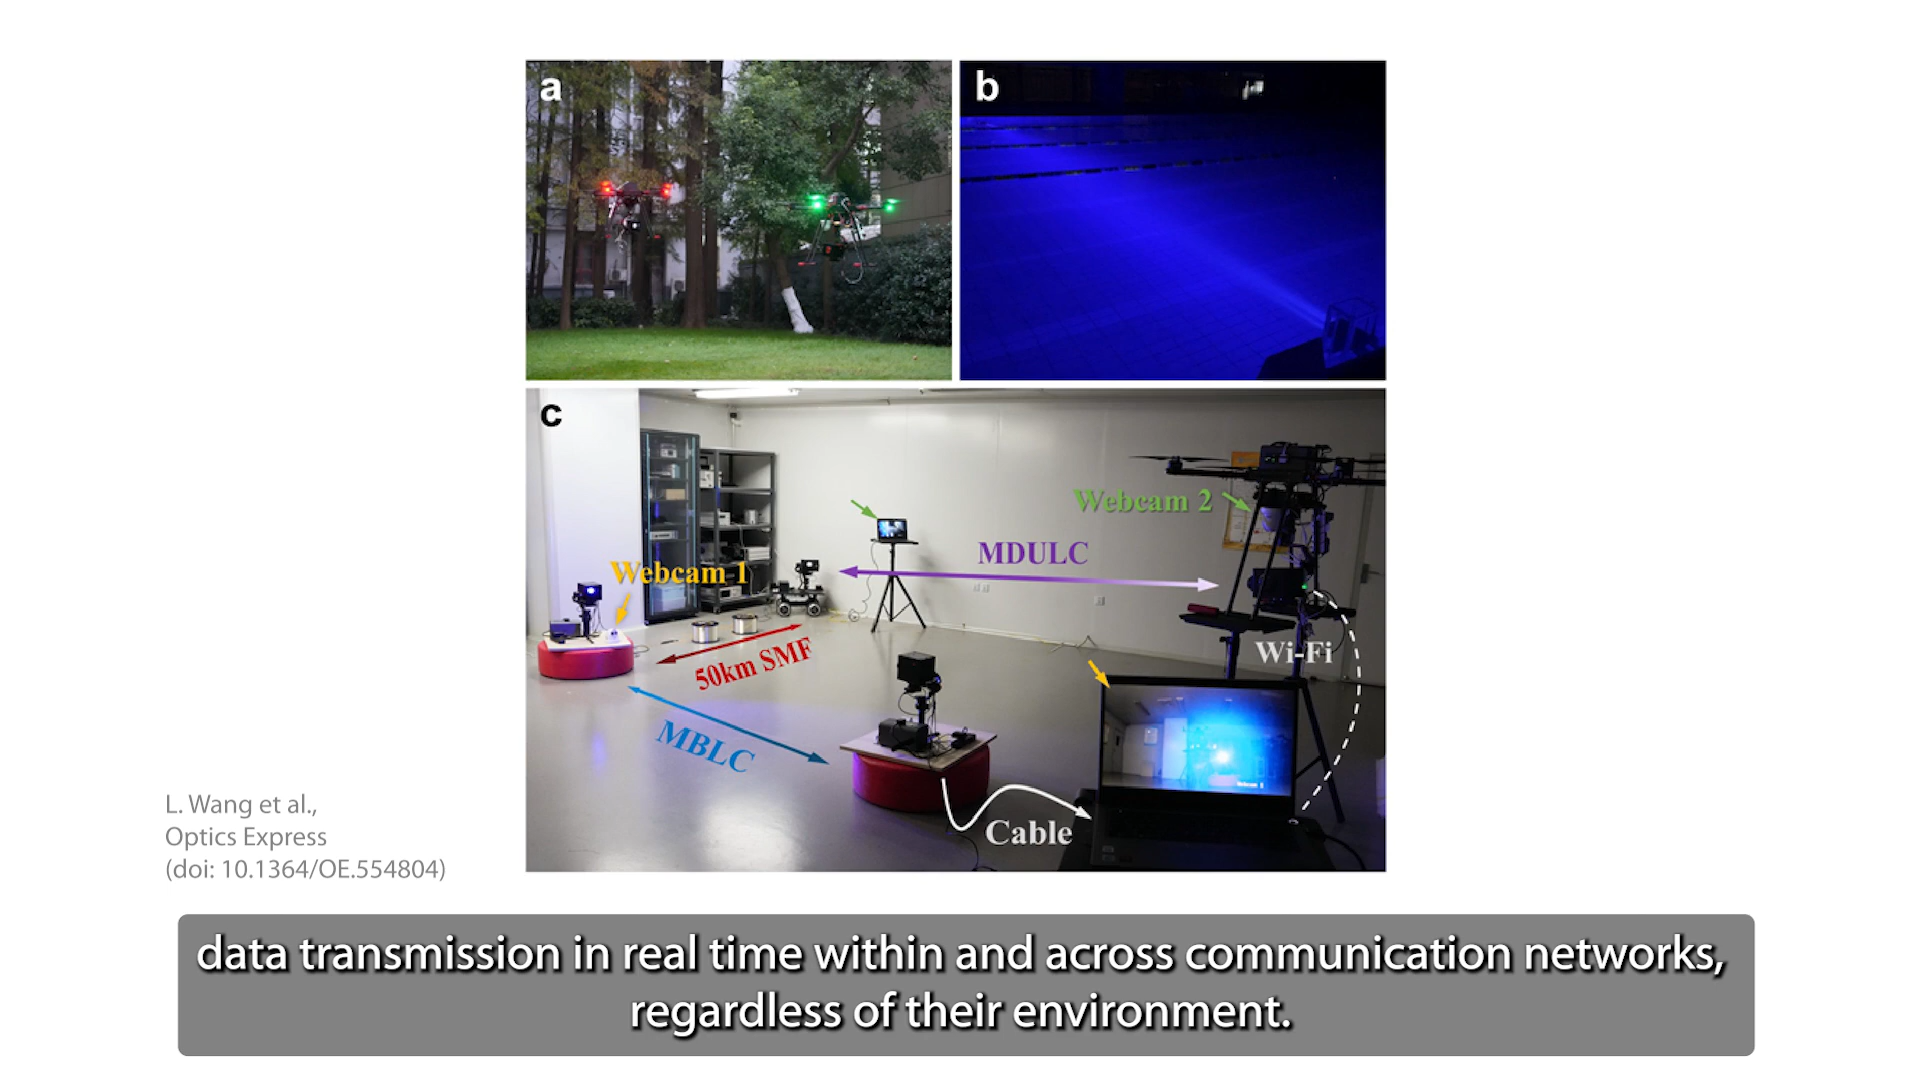 a
b
c
Webcam 2
MDULC
Webcam 1
Wi-Fi
50km SMF
MBLC
Cable
L. Wang et al.,
Optics Express
(doi: 10.1364/OE.554804)
data transmission in real time within and across communication networks,
regardless of their environment.